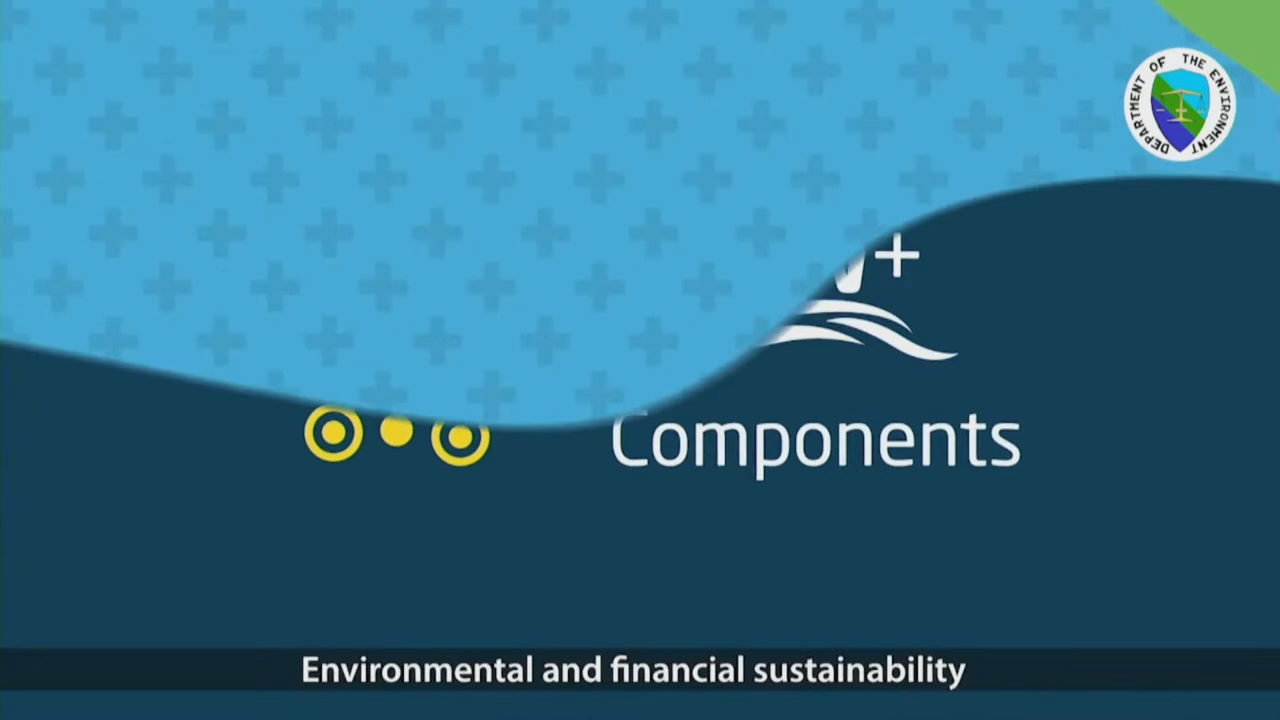 DEPARTMENT OF THE ENVIRONMENT
+
Components
Environmental and financial sustainability